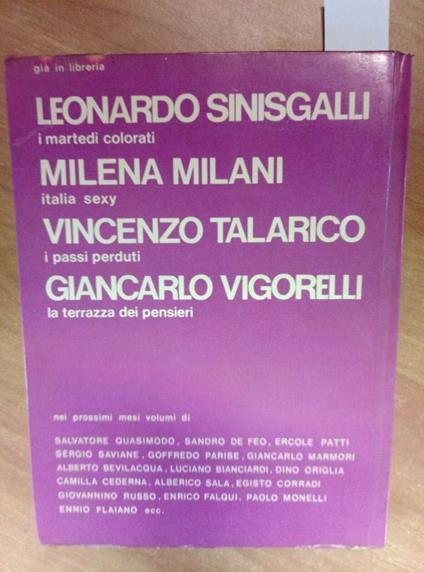 già in libreria
LEONARDO SINISGALLI
i martedì colorati
MILENA MILANI
italia sexy
VINCENZO TALARICO
i passi perduti
GIANCARLO VIGORELLI
la terrazza dei pensieri
nei prossimi mesi volumi di
SALVATORE QUASIMODO, SANDRO DE FEO, ERCOLE PATTI
SERGIO SAVIANE, GOFFREDO PARISE, GIANCARLO MARMORI
ALBERTO BEVILACQUA, LUCIANO BIANCIARDI, DINO ORIGLIA
CAMILLA CEDERNA, ALBERICO SALA, EGISTO CORRADI
GIOVANNINO RUSSO, ENRICO FALQUI, PAOLO MONELLI
ENNIO FLAIANO ecc.